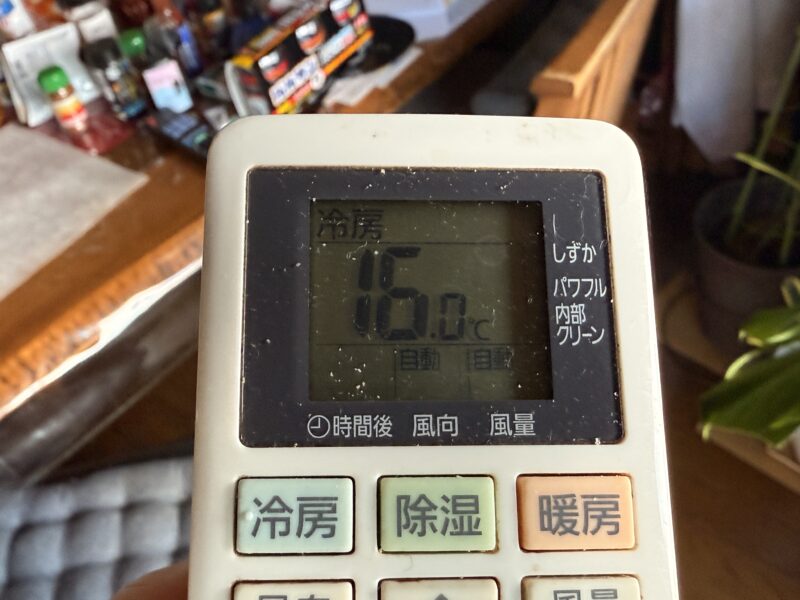 冷房
16.0℃
自動 自動
しずか
パワフル
内部
クリーン
時間後 風向 風量
冷房 除湿 暖房